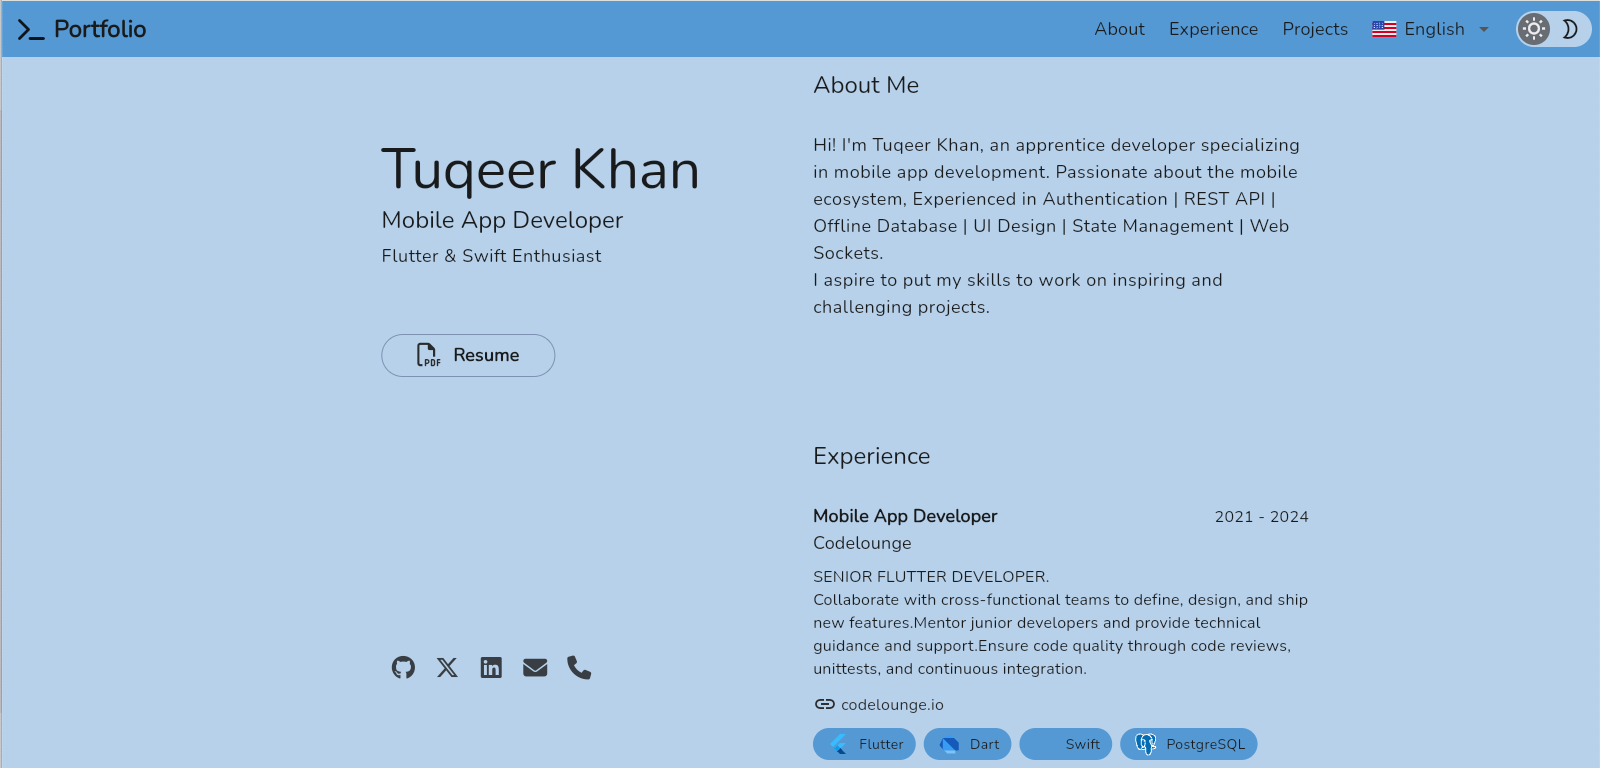 Portfolio
About Experience Projects English
Tuqeer Khan
Mobile App Developer
Flutter & Swift Enthusiast
PDF Resume
About Me
Hi! I'm Tuqeer Khan, an apprentice developer specializing
in mobile app development. Passionate about the mobile
ecosystem, Experienced in Authentication | REST API |
Offline Database | UI Design | State Management | Web
Sockets.
I aspire to put my skills to work on inspiring and
challenging projects.
Experience
Mobile App Developer 2021 - 2024
Codelounge
SENIOR FLUTTER DEVELOPER.
Collaborate with cross-functional teams to define, design, and ship
new features.Mentor junior developers and provide technical
guidance and support.Ensure code quality through code reviews,
unittests, and continuous integration.
codelounge.io
Flutter Dart Swift PostgreSQL